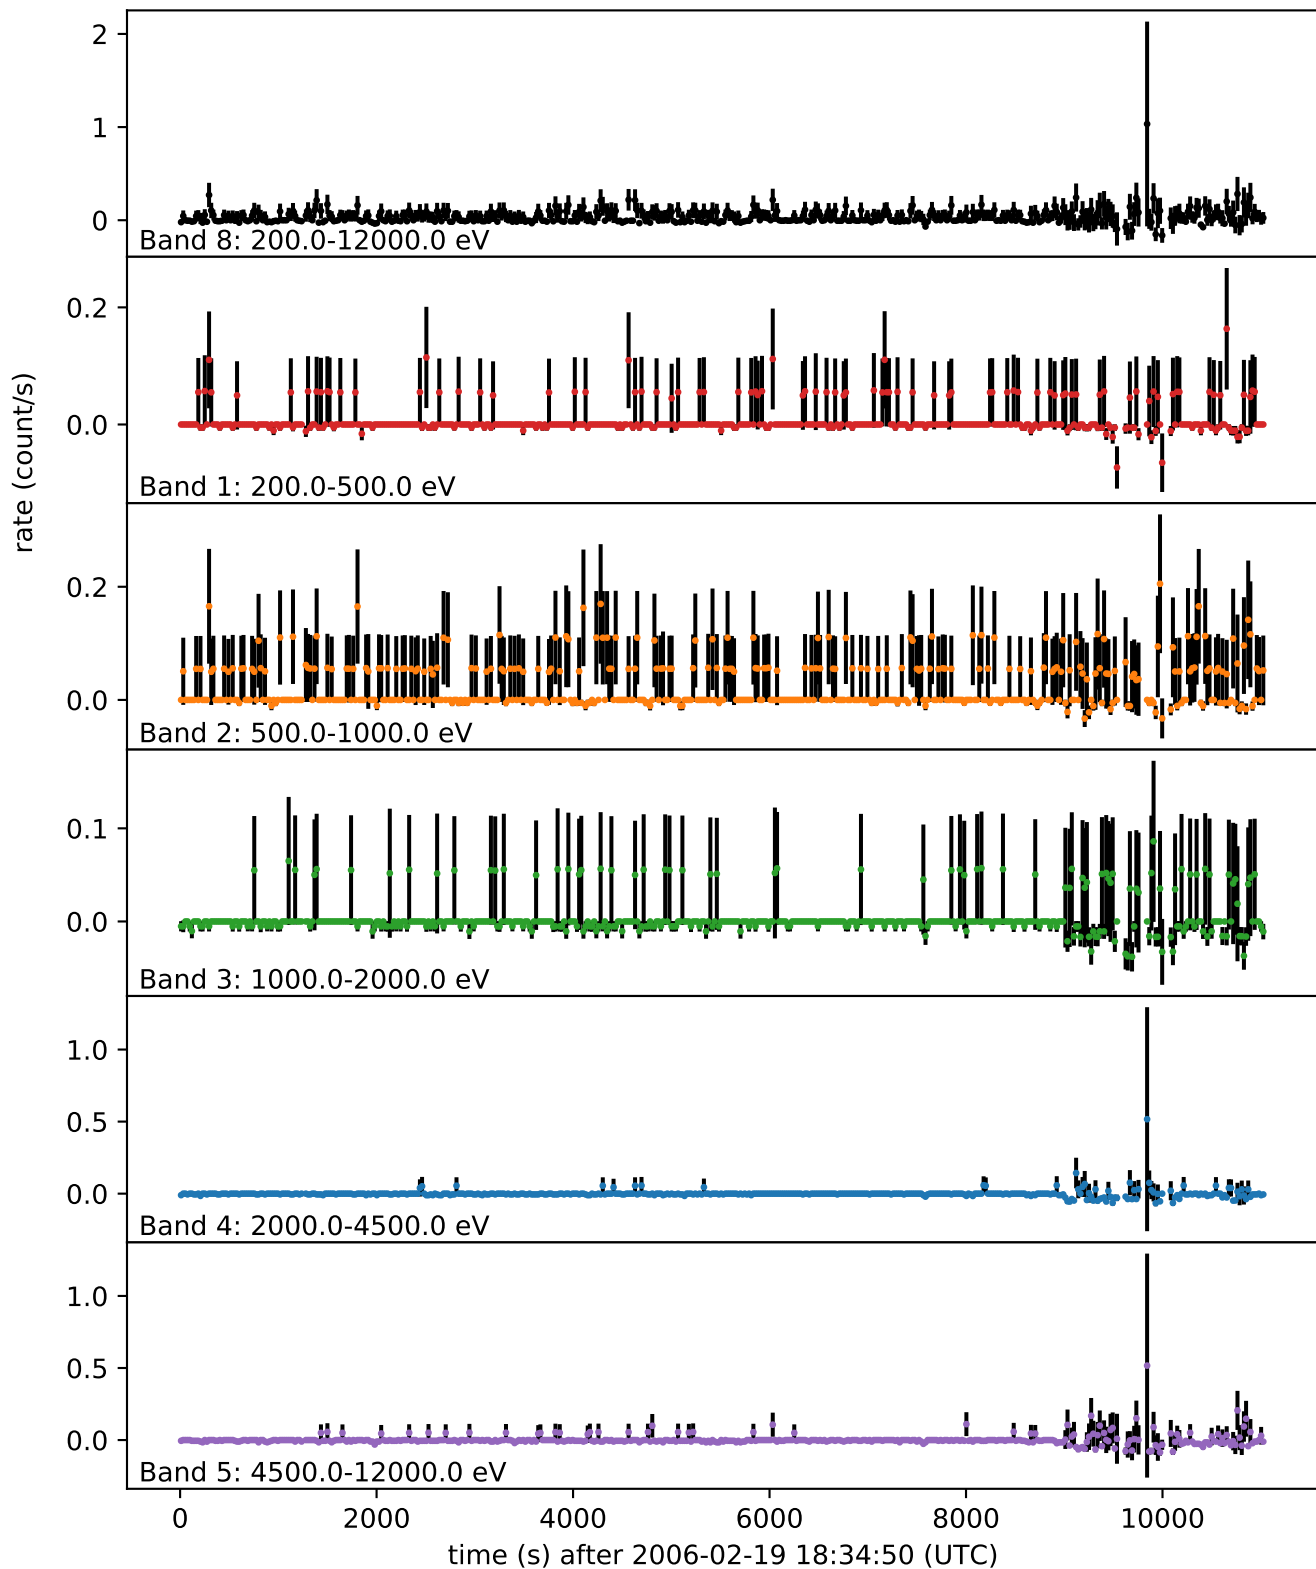 2
1
0
Band 8: 200.0-12000.0 eV
0.2
0.0
Band 1: 200.0-500.0 eV
rate (count/s)
0.2
0.0
Band 2: 500.0-1000.0 eV
0.1
0.0
Band 3: 1000.0-2000.0 eV
1.0
0.5
0.0
Band 4: 2000.0-4500.0 eV
1.0
0.5
0.0
Band 5: 4500.0-12000.0 eV
0 2000 4000 6000 8000 10000
time (s) after 2006-02-19 18:34:50 (UTC)